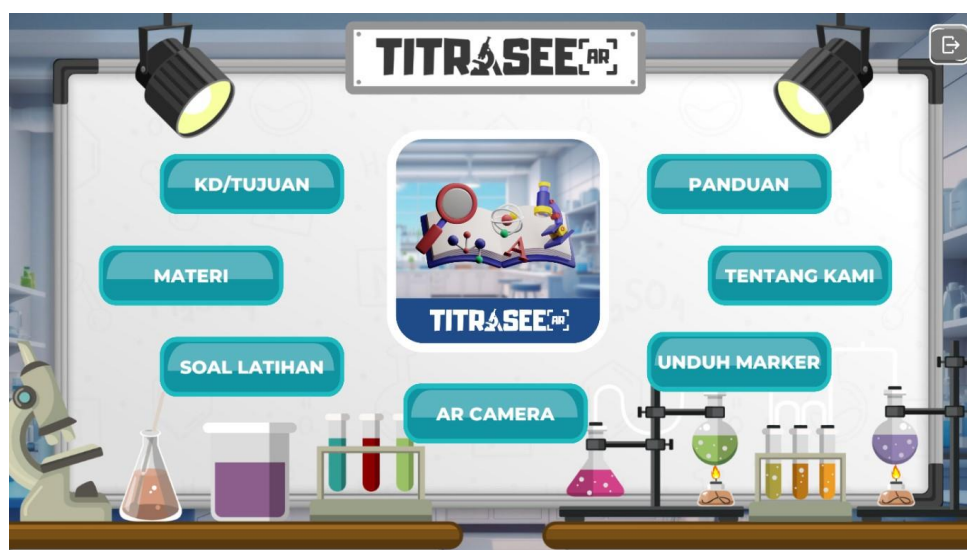 TITRASEE[AR]
KD/TUJUAN
PANDUAN
MATERI
TENTANG KAMI
TITRASEE[AR]
SOAL LATIHAN
UNDUH MARKER
AR CAMERA